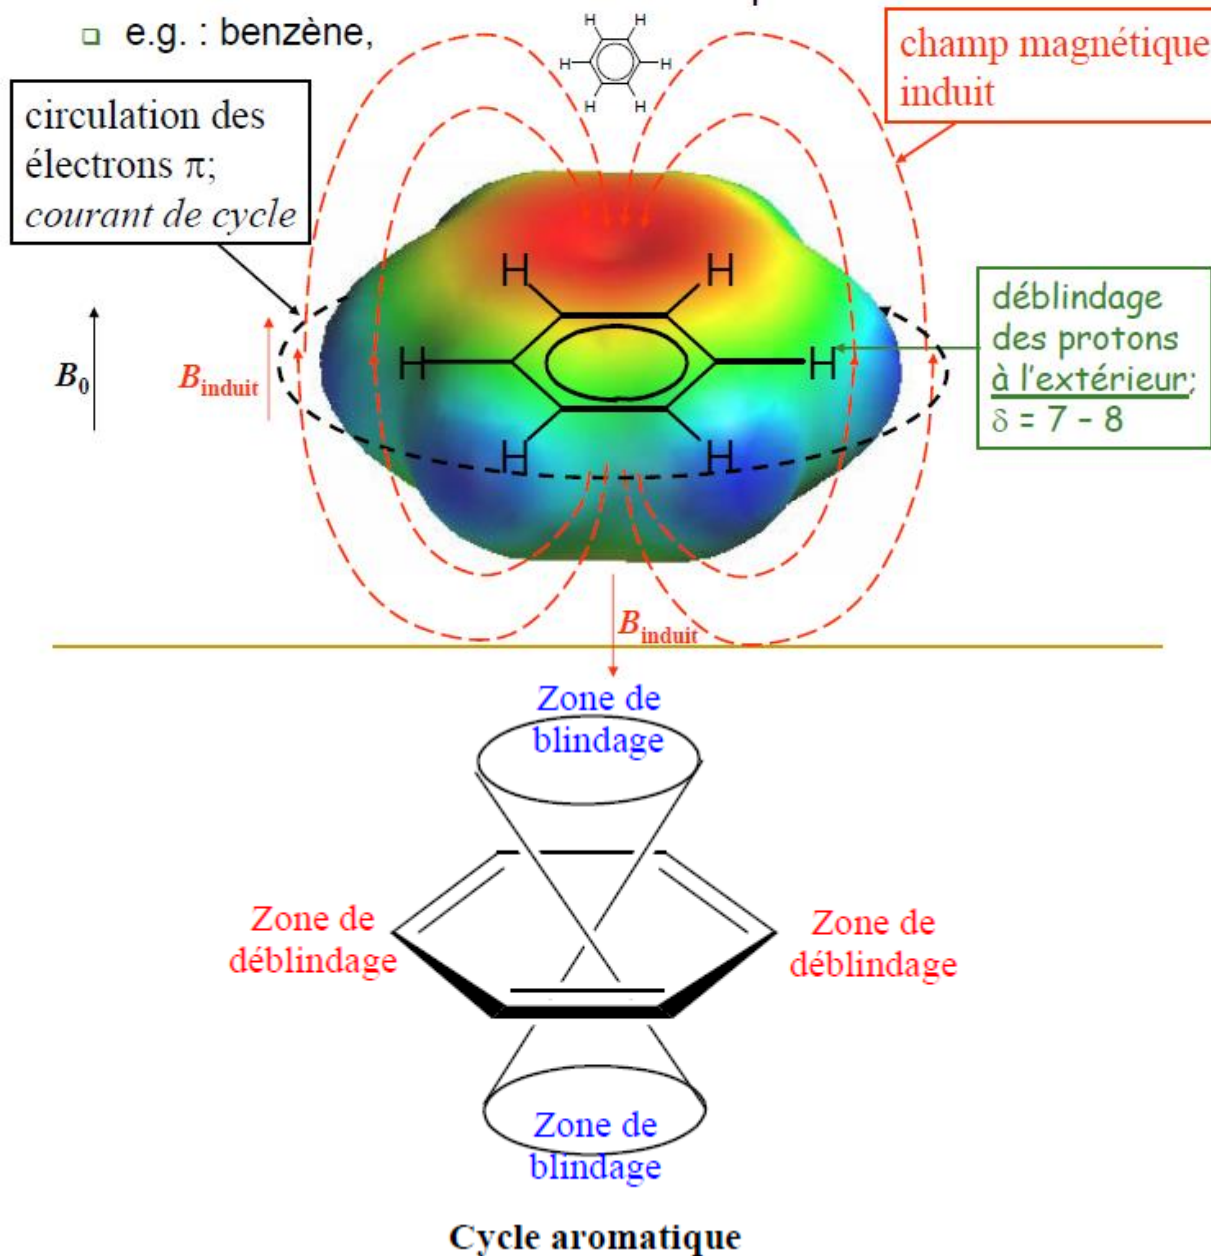 e.g. : benzène,
H H
H H
H H
champ magnétique
induit
circulation des
électrons π;
courant de cycle
H H
H H
H H
déblindage
des protons
à l'extérieur;
δ = 7 – 8
B0
Binduit
Binduit
Zone de
blindage
Zone de
déblindage
Zone de
déblindage
Zone de
blindage
Cycle aromatique